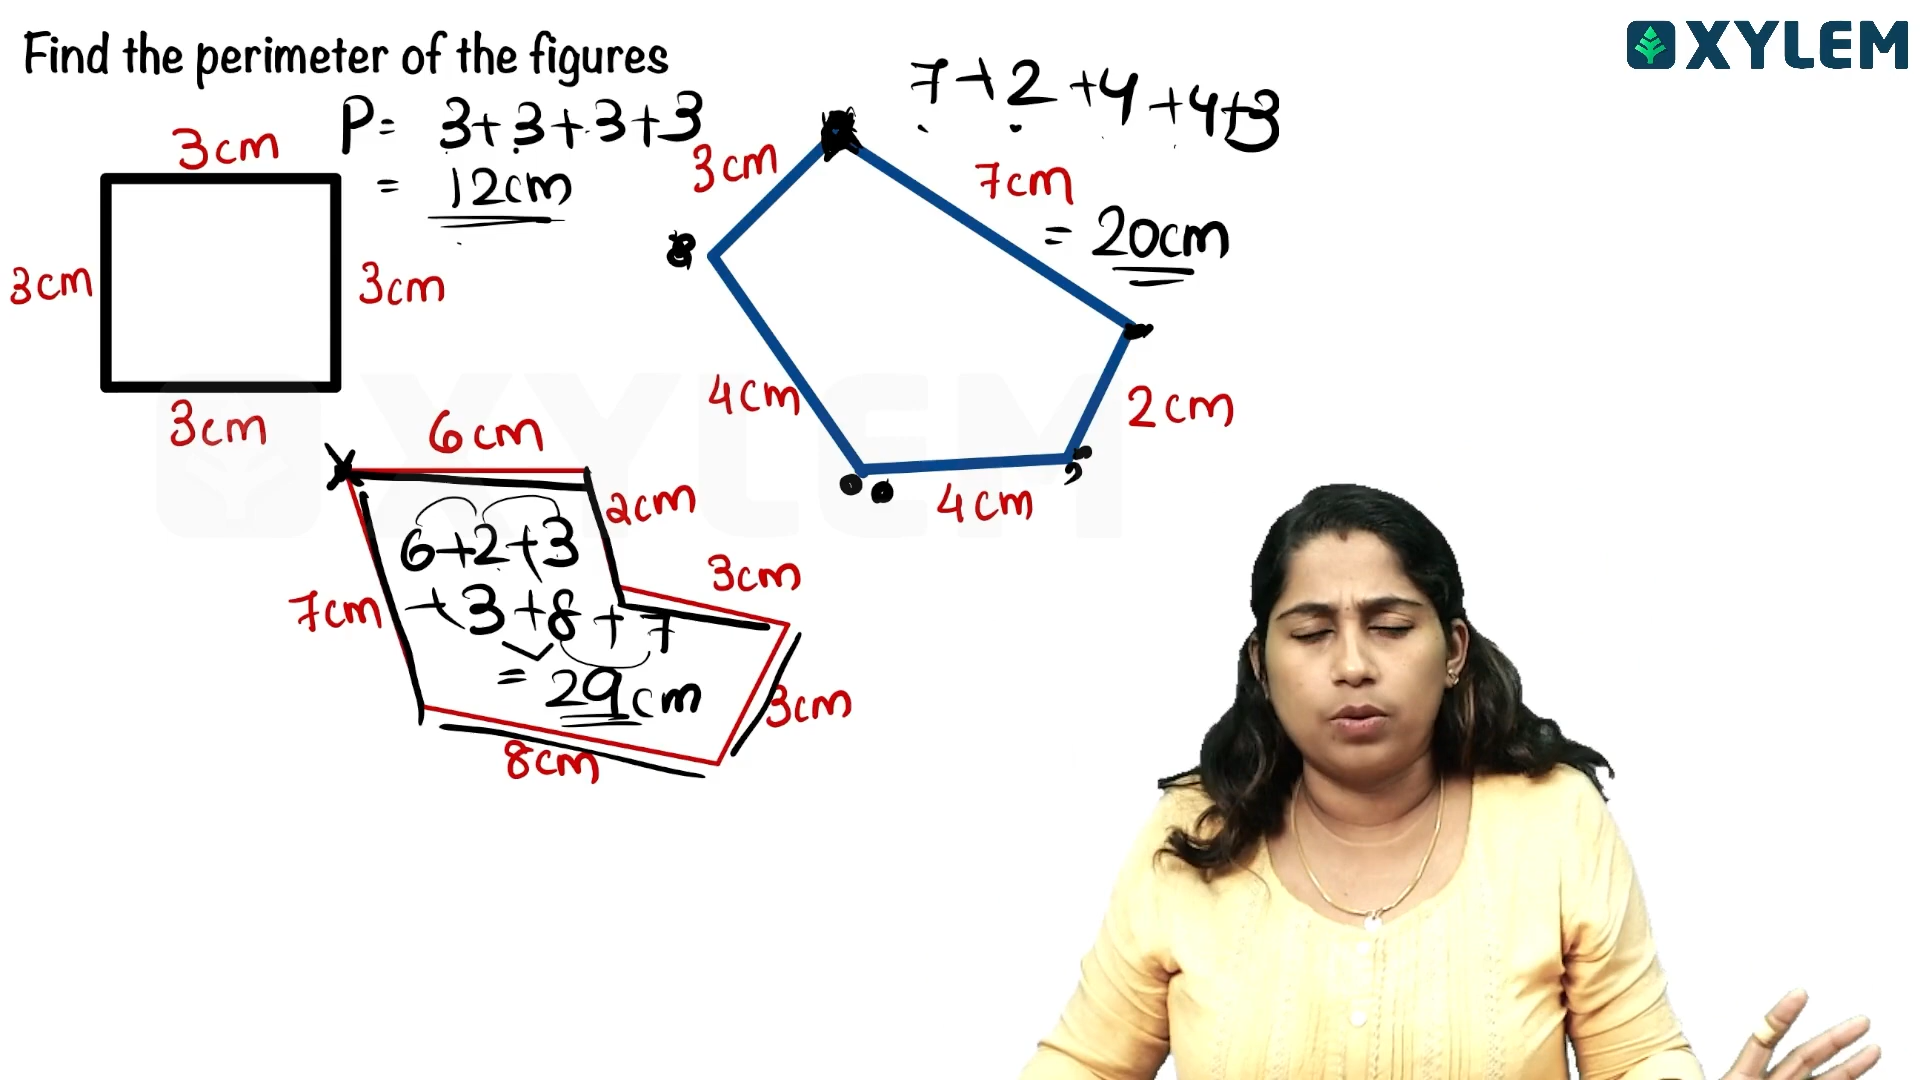 Find the perimeter of the figures
XYLEM
P= 3+3+3+3
= 12cm
3cm
3cm
3cm
3cm
7+2+4+4+3
= 20cm
3cm
7cm
4cm
2cm
4cm
6cm
2cm
3cm
7cm
3cm
8cm
6+2+3
+3+8+7
= 29cm
XYLEM